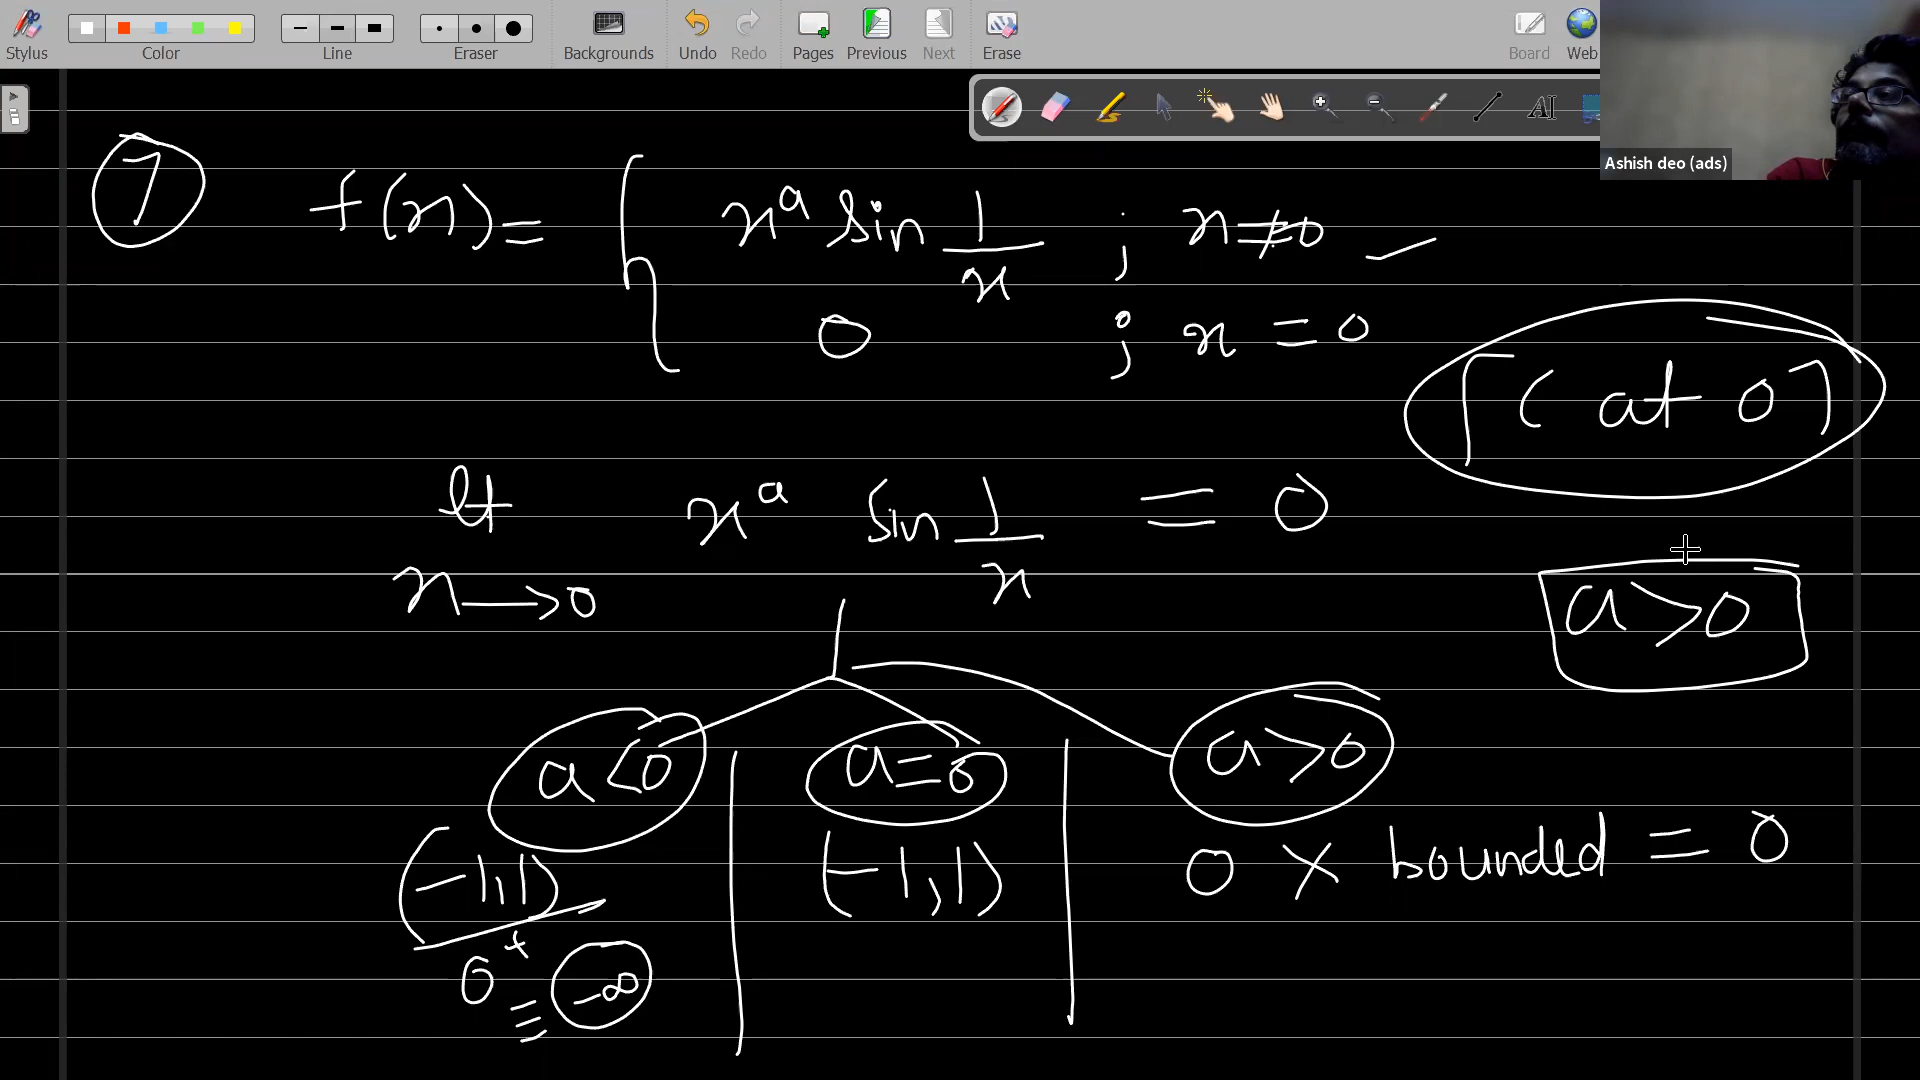 Stylus Color Line Eraser Backgrounds Undo Redo Pages Previous Next Erase Board Web
Ashish deo (ads)
7 f(x) = { x^a sin 1/x ; x ≠ 0
0 ; x = 0
(at 0)
lt x→0 x^a sin 1/x = 0
a > 0
a < 0 a = 0 a > 0
(-1,1) (-1,1) 0 × bounded = 0
0^+ = -∞